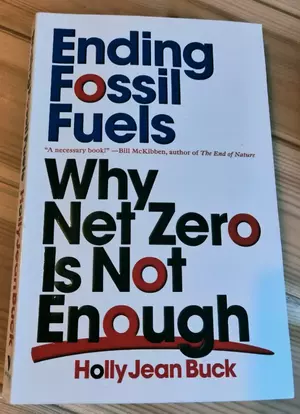 Ending
Fossil
Fuels
"A necessary book!" —Bill McKibben, author of The End of Nature
Why
Net Zero
Is Not
Enough
Holly Jean Buck